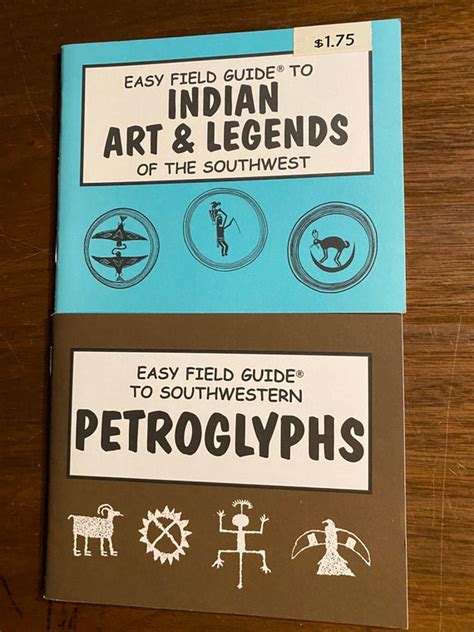 $1.75
EASY FIELD GUIDE® TO
INDIAN
ART & LEGENDS
OF THE SOUTHWEST
EASY FIELD GUIDE®
TO SOUTHWESTERN
PETROGLYPHS